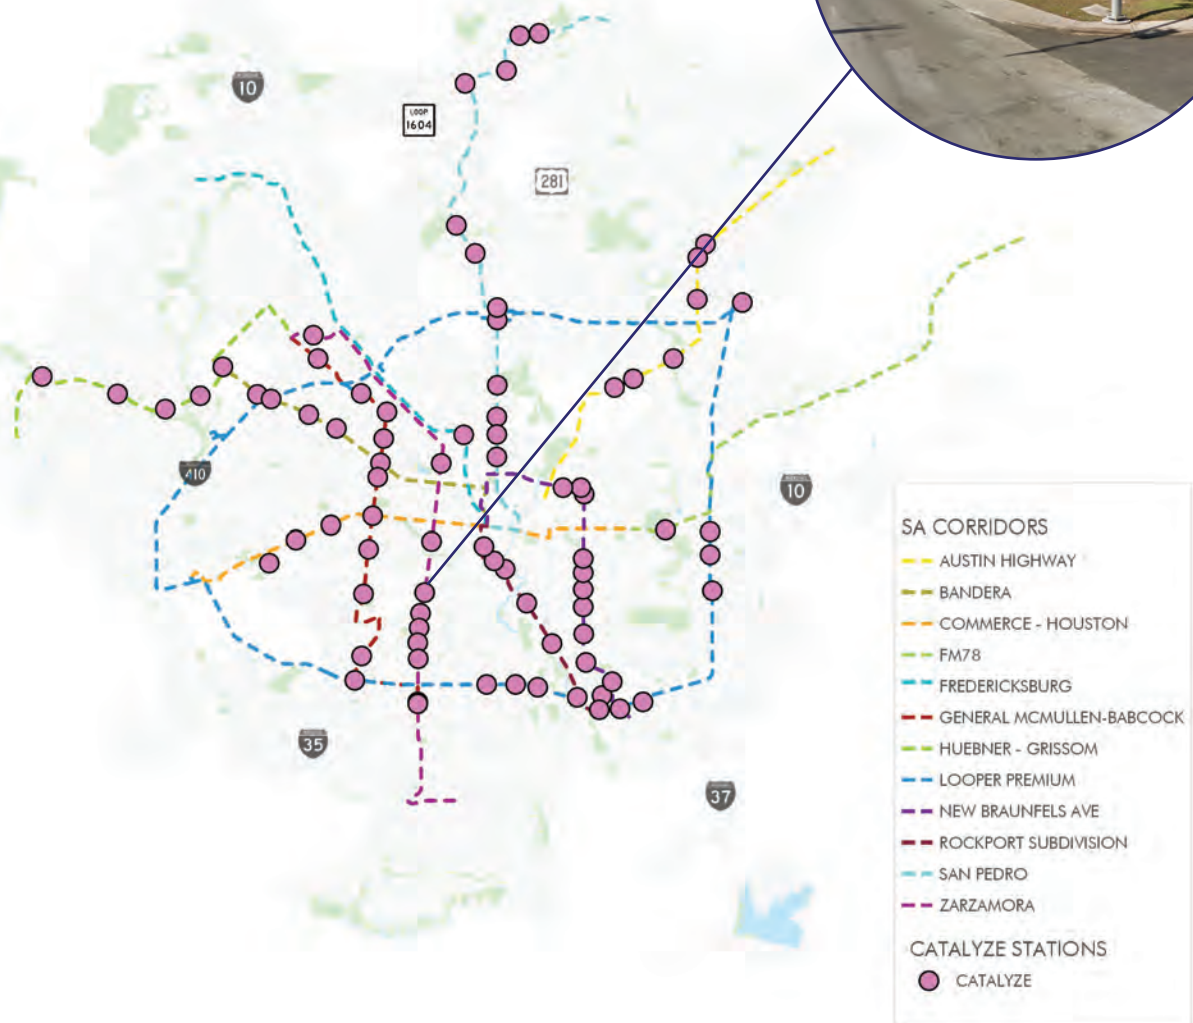 10
LOOP
1604
281
410
10
35
37
SA CORRIDORS
AUSTIN HIGHWAY
BANDERA
COMMERCE - HOUSTON
FM78
FREDERICKSBURG
GENERAL MCMULLEN-BABCOCK
HUEBNER - GRISSOM
LOOPER PREMIUM
NEW BRAUNFELS AVE
ROCKPORT SUBDIVISION
SAN PEDRO
ZARZAMORA
CATALYZE STATIONS
CATALYZE